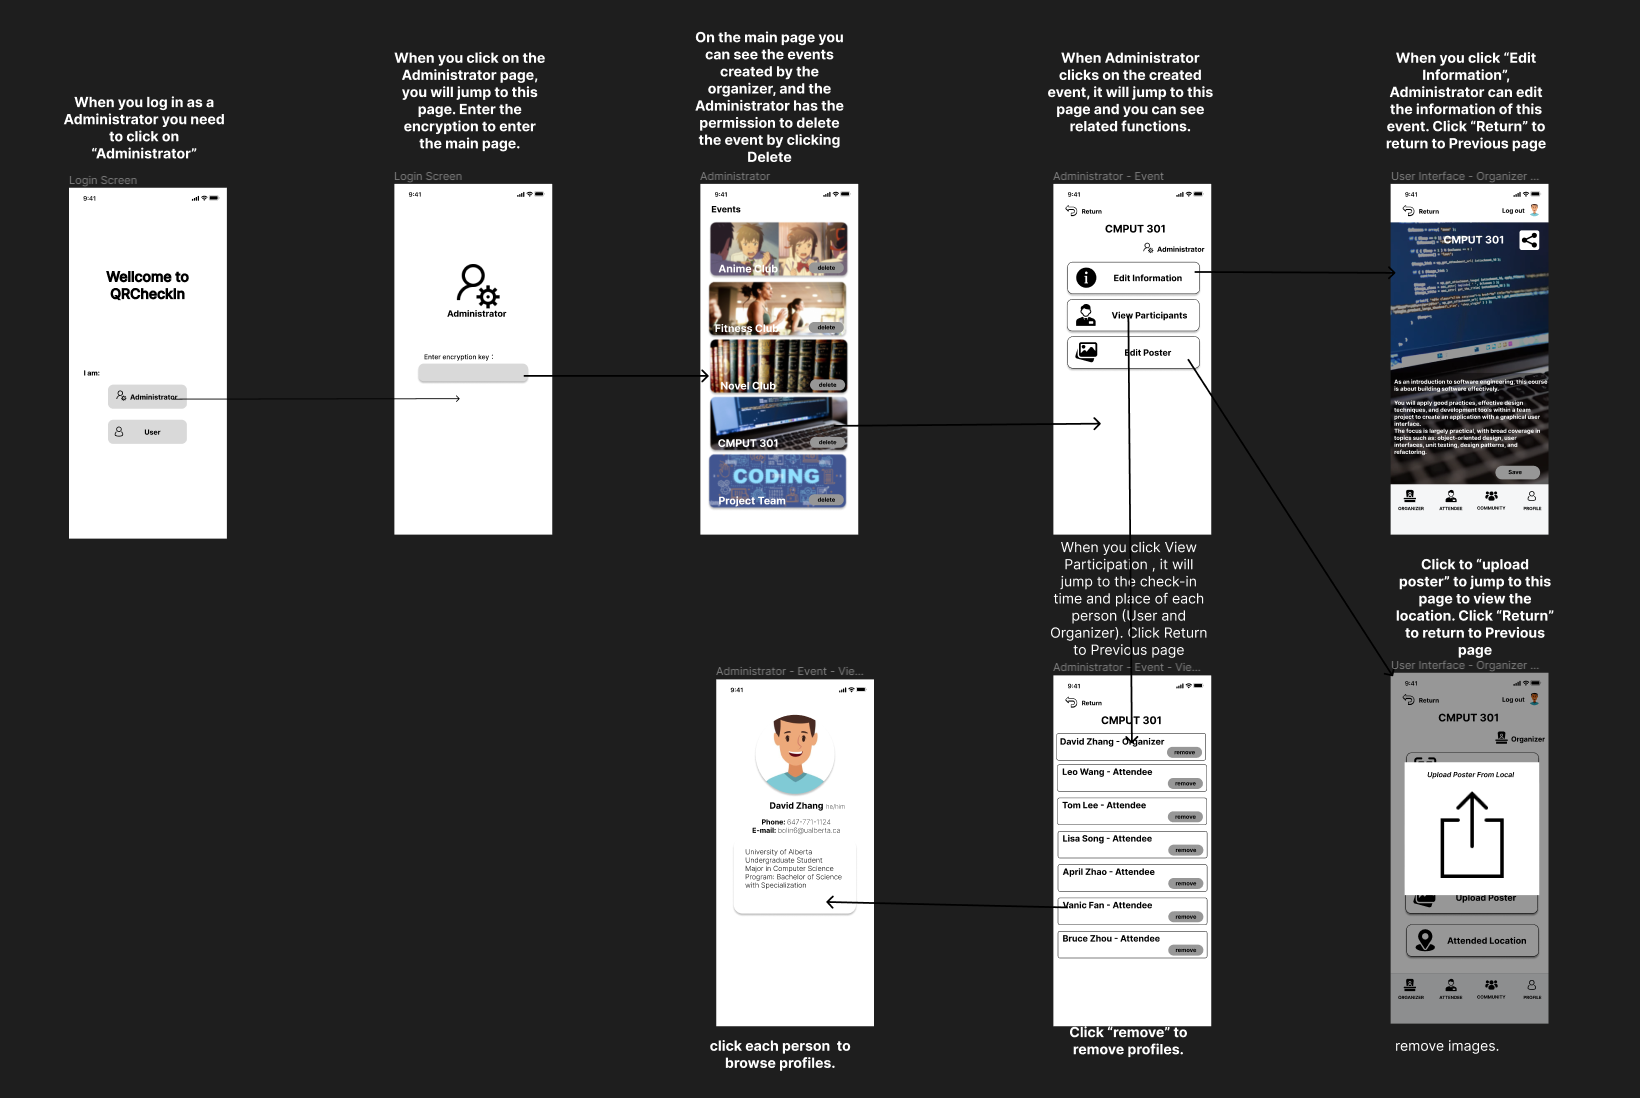 When you log in as a
Administrator you need
to click on
“Administrator”
Login Screen
9:41
Wellcome to
QRCheckIn
I am:
Administrator
User
When you click on the
Administrator page,
you will jump to this
page. Enter the
encryption to enter
the main page.
Login Screen
9:41
Administrator
Enter encryption key :
On the main page you
can see the events
created by the
organizer, and the
Administrator has the
permission to delete
the event by clicking
Delete
Administrator
9:41
Events
Anime Club
delete
Fitness Club
delete
Novel Club
delete
CMPUT 301
delete
CODING
Project Team
delete
When Administrator
clicks on the created
event, it will jump to this
page and you can see
related functions.
Administrator - Event
9:41
Return
CMPUT 301
Administrator
Edit Information
View Participants
Edit Poster
When you click “Edit
Information”,
Administrator can edit
the information of this
event. Click “Return” to
return to Previous page
User Interface - Organizer ...
9:41
Return
Log out
CMPUT 301
As an introduction to software engineering, this course
is about building software effectively.
You will apply good practices, effective design
techniques, and development tools within a team
project to create an application with a graphical user
interface.
The focus is largely practical, with broad coverage in
topics such as: object-oriented design, user
interfaces, unit testing, design patterns, and
refactoring.
Save
ORGANIZER
ATTENDEE
COMMUNITY
PROFILE
When you click View
Participation , it will
jump to the check-in
time and place of each
person (User and
Organizer). Click Return
to Previous page
Administrator - Event - Vie...
9:41
Return
CMPUT 301
David Zhang - Organizer
remove
Leo Wang - Attendee
remove
Tom Lee - Attendee
remove
Lisa Song - Attendee
remove
April Zhao - Attendee
remove
Vanic Fan - Attendee
remove
Bruce Zhou - Attendee
remove
Click “remove” to
remove profiles.
Administrator - Event - Vie...
9:41
David Zhang he/him
Phone: 647-771-1124
E-mail: bolin6@ualberta.ca
University of Alberta
Undergraduate Student
Major in Computer Science
Program: Bachelor of Science
with Specialization
click each person to
browse profiles.
Click to “upload
poster” to jump to this
page to view the
location. Click “Return”
to return to Previous
page
User Interface - Organizer ...
9:41
Return
Log out
CMPUT 301
Organizer
Upload Poster From Local
Upload Poster
Attended Location
ORGANIZER
ATTENDEE
COMMUNITY
PROFILE
remove images.